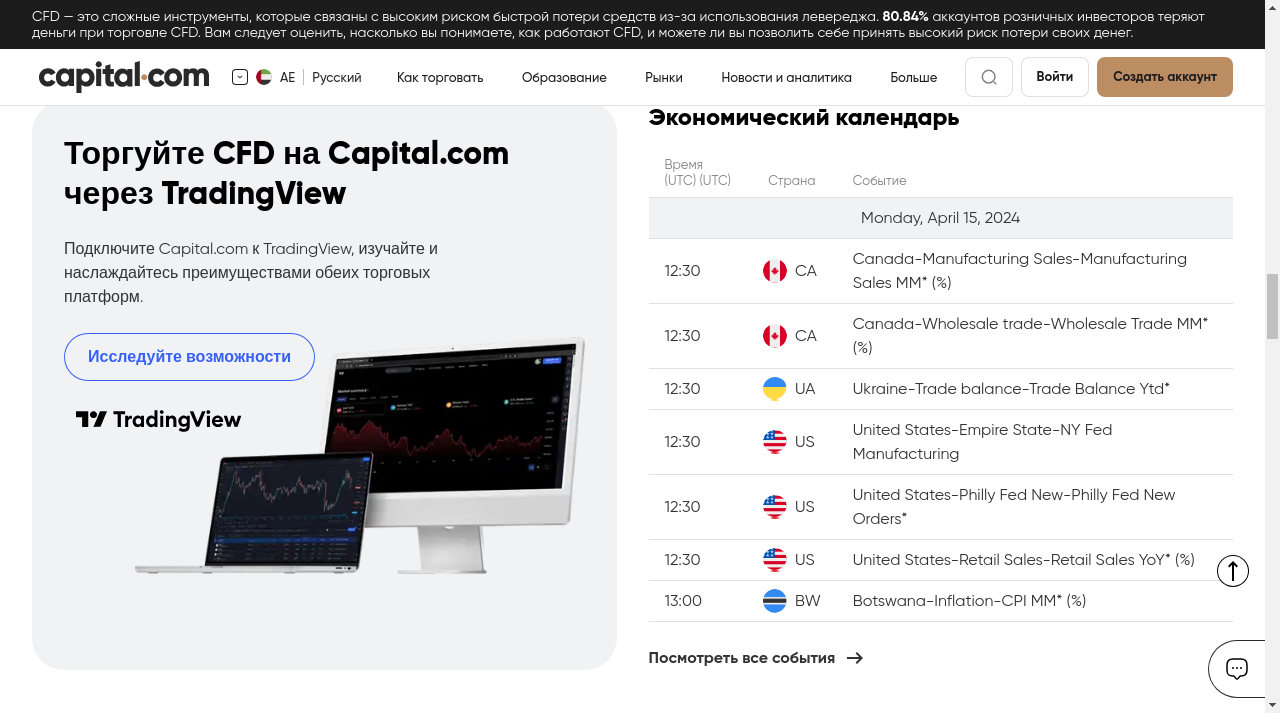 CFD — это сложные инструменты, которые связаны с высоким риском быстрой потери средств из-за использования левереджа. 80.84% аккаунтов розничных инвесторов теряют
деньги при торговле CFD. Вам следует оценить, насколько вы понимаете, как работают CFD, и можете ли вы позволить себе принять высокий риск потери своих денег.
capital.com AE Русский Как торговать Образование Рынки Новости и аналитика Больше Войти Создать аккаунт
Торгуйте CFD на Capital.com
через TradingView
Подключите Capital.com к TradingView, изучайте и
наслаждайтесь преимуществами обеих торговых
платформ.
Исследуйте возможности
TradingView
Экономический календарь
Время
(UTC) (UTC) Страна Событие
Monday, April 15, 2024
12:30 CA Canada-Manufacturing Sales-Manufacturing
Sales MM* (%)
12:30 CA Canada-Wholesale trade-Wholesale Trade MM*
(%)
12:30 UA Ukraine-Trade balance-Trade Balance Ytd*
12:30 US United States-Empire State-NY Fed
Manufacturing
12:30 US United States-Philly Fed New-Philly Fed New
Orders*
12:30 US United States-Retail Sales-Retail Sales YoY* (%)
13:00 BW Botswana-Inflation-CPI MM* (%)
Посмотреть все события